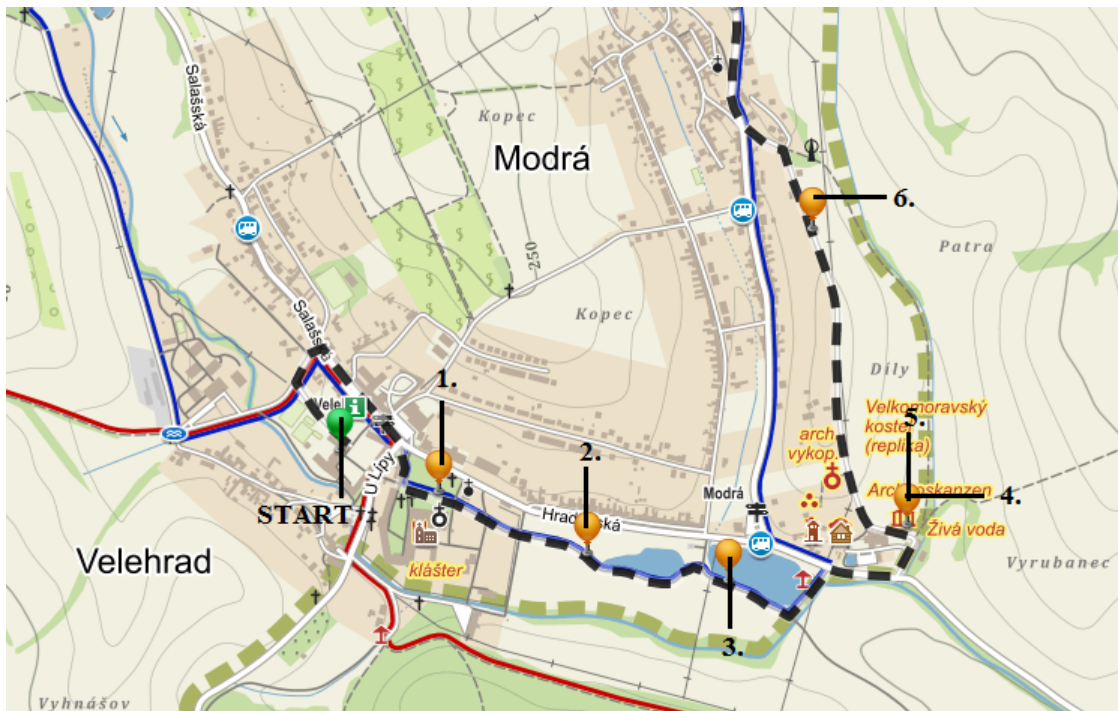 Salašská
Kopec
Modrá
6.
250
Patra
Kopec
Salašská
Díly
1.
Velkomoravský
kostel
(replika)
5.
arch
vykop.
2.
U Lípy
START
Modrá
4.
Hradišťská
Živá voda
Velehrad
klášter
Vyrubanec
3.
Vyhnášov